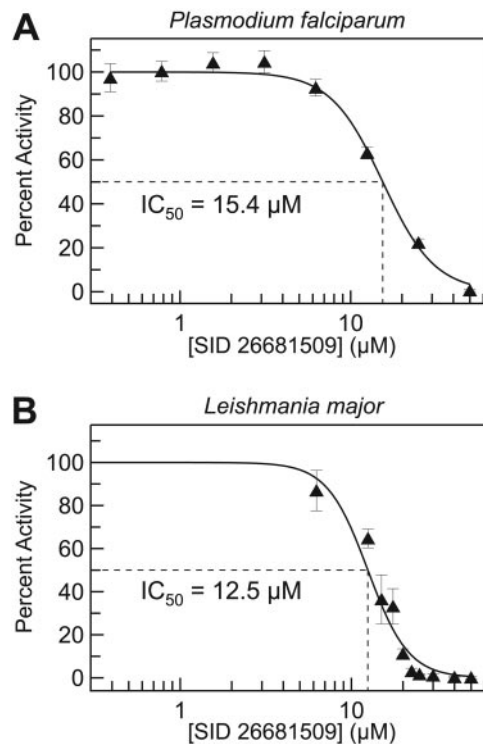 A
Plasmodium falciparum
Percent Activity
100
80
60
40
20
0
IC50 = 15.4 µM
1
10
[SID 26681509] (µM)
B
Leishmania major
Percent Activity
100
80
60
40
20
0
IC50 = 12.5 µM
1
10
[SID 26681509] (µM)